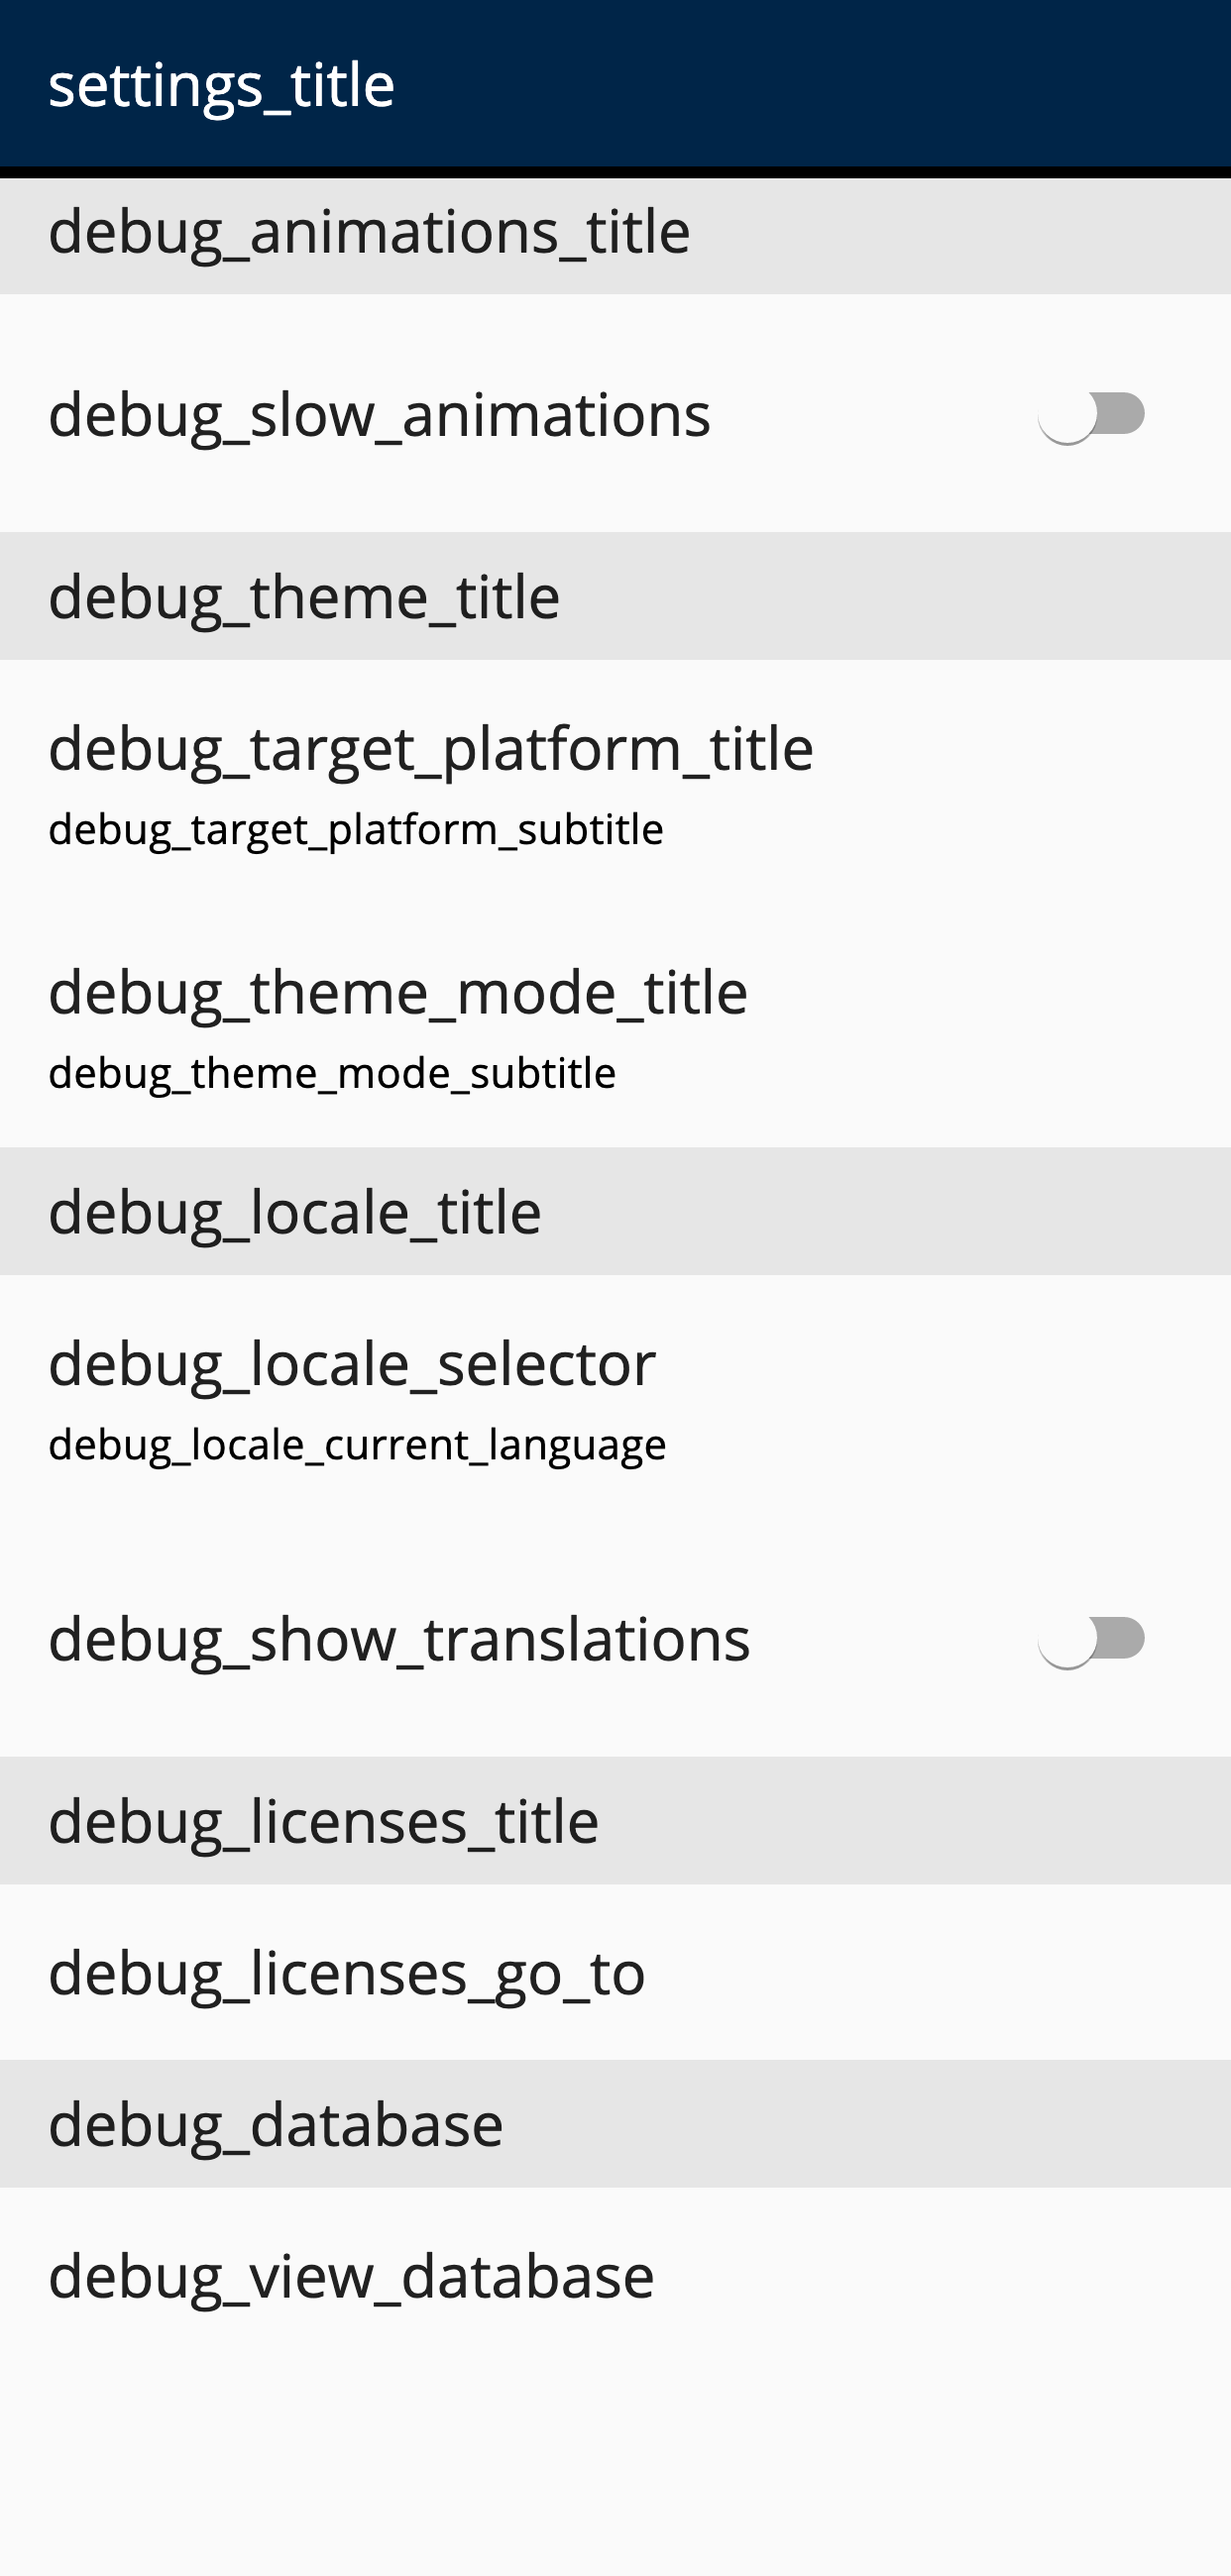 settings_title
debug_animations_title
debug_slow_animations
debug_theme_title
debug_target_platform_title
debug_target_platform_subtitle
debug_theme_mode_title
debug_theme_mode_subtitle
debug_locale_title
debug_locale_selector
debug_locale_current_language
debug_show_translations
debug_licenses_title
debug_licenses_go_to
debug_database
debug_view_database